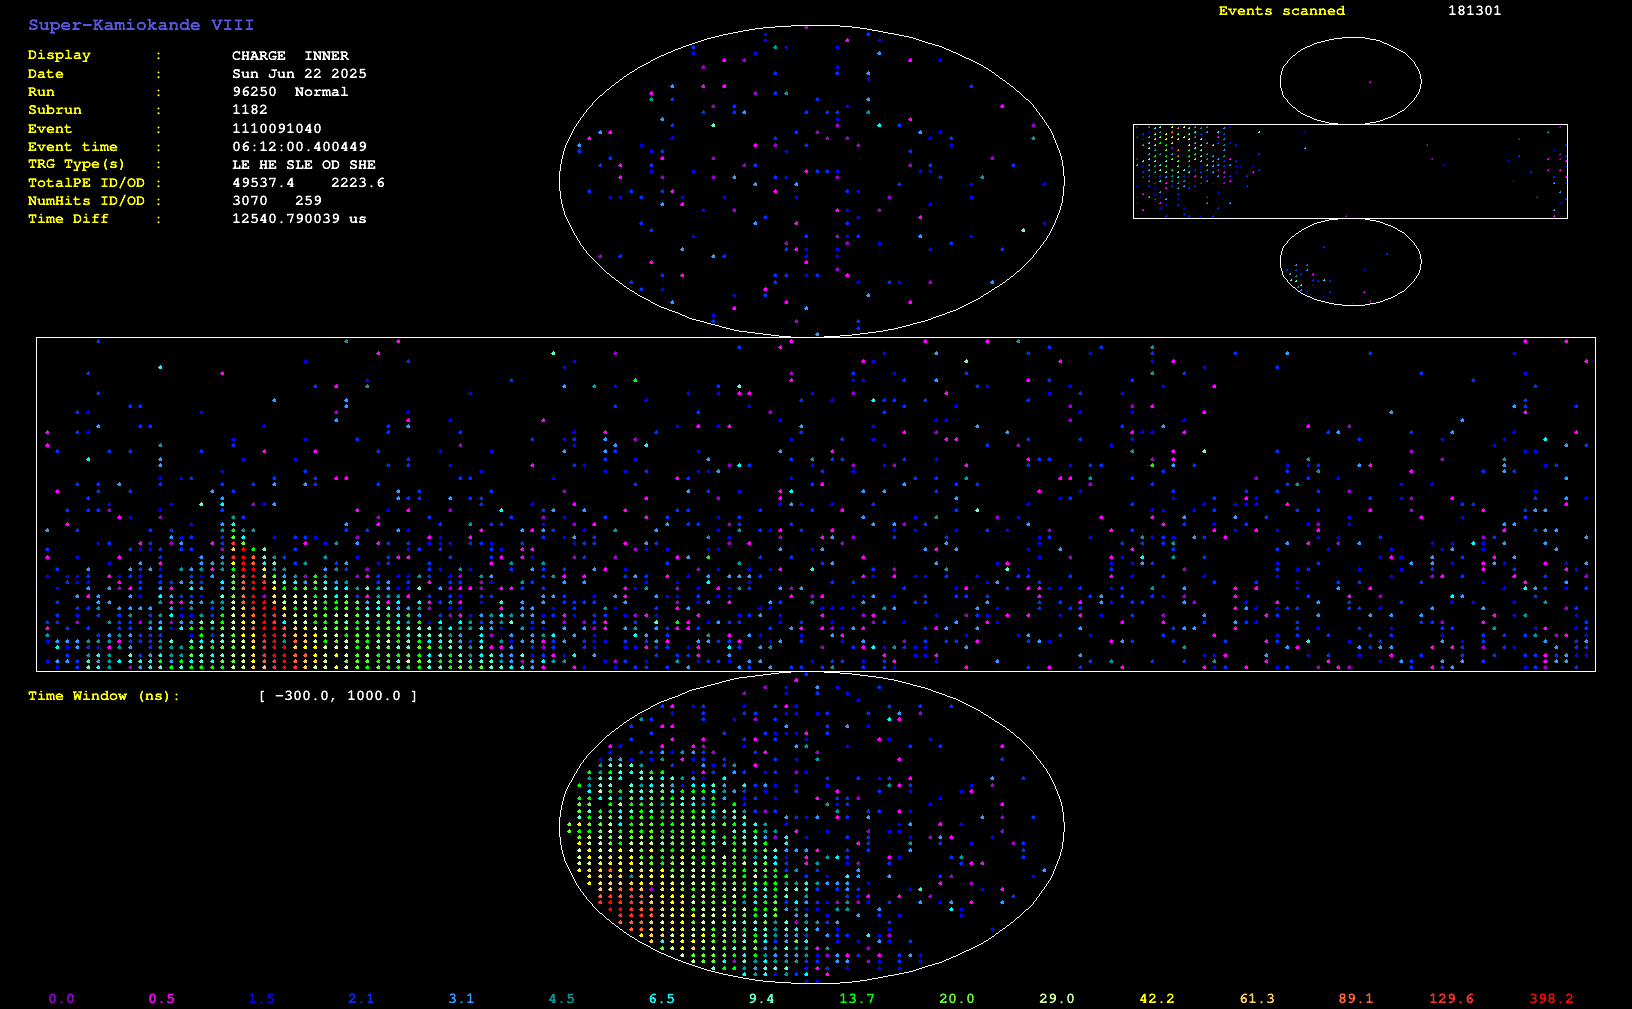 Super-Kamiokande VIII
Events scanned 181301
Display : CHARGE INNER
Date : Sun Jun 22 2025
Run : 96250 Normal
Subrun : 1182
Event : 1110091040
Event time : 06:12:00.400449
TRG Type(s) : LE HE SLE OD SHE
TotalPE ID/OD : 49537.4 2223.6
NumHits ID/OD : 3070 259
Time Diff : 12540.790039 us
Time Window (ns): [ -300.0, 1000.0 ]
0.0 0.5 1.5 2.1 3.1 4.5 6.5 9.4 13.7 20.0 29.0 42.2 61.3 89.1 129.6 398.2